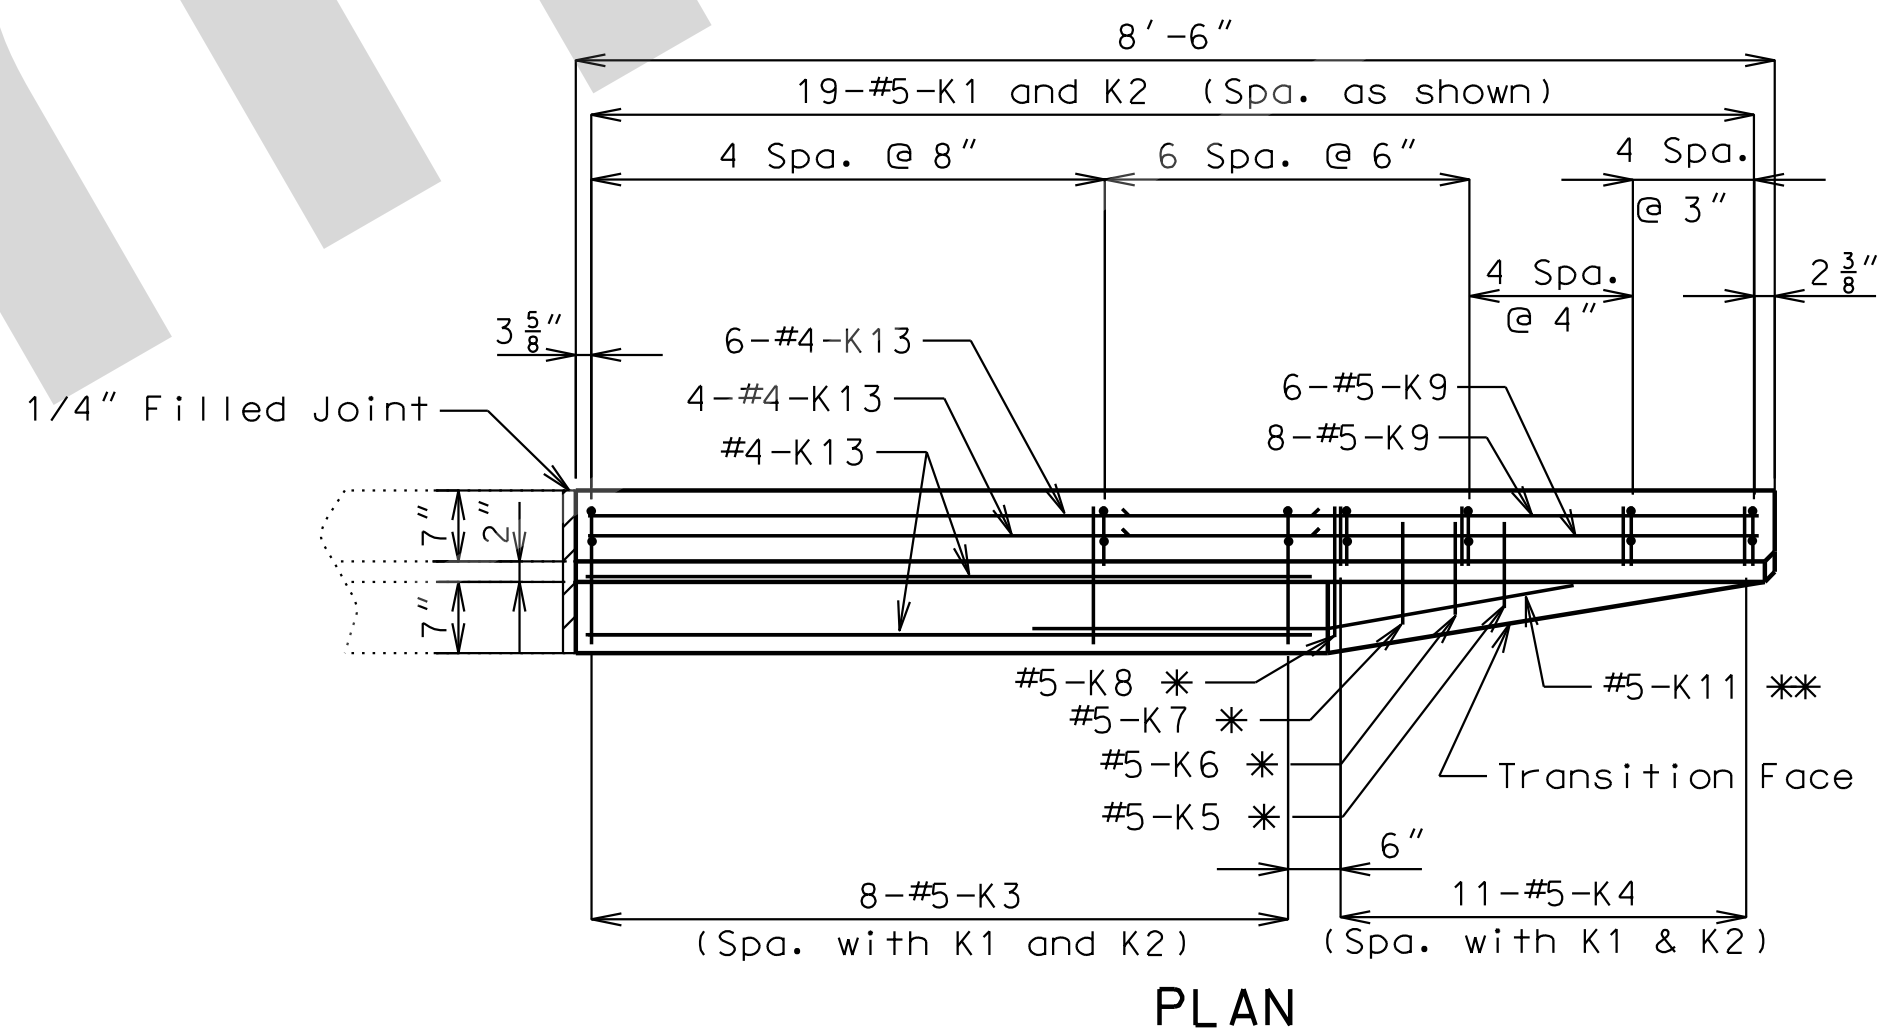 8'-6"
19-#5-K1 and K2 (Spa. as shown)
4 Spa. @ 8"
6 Spa. @ 6"
4 Spa.
@ 3"
4 Spa.
@ 4"
2 3/8"
3 5/8"
6-#4-K13
4-#4-K13
#4-K13
6-#5-K9
8-#5-K9
1/4" Filled Joint
7"
2"
7"
#5-K8 *
#5-K7 *
#5-K6 *
#5-K5 *
#5-K11 **
Transition Face
6"
8-#5-K3
(Spa. with K1 and K2)
11-#5-K4
(Spa. with K1 & K2)
PLAN